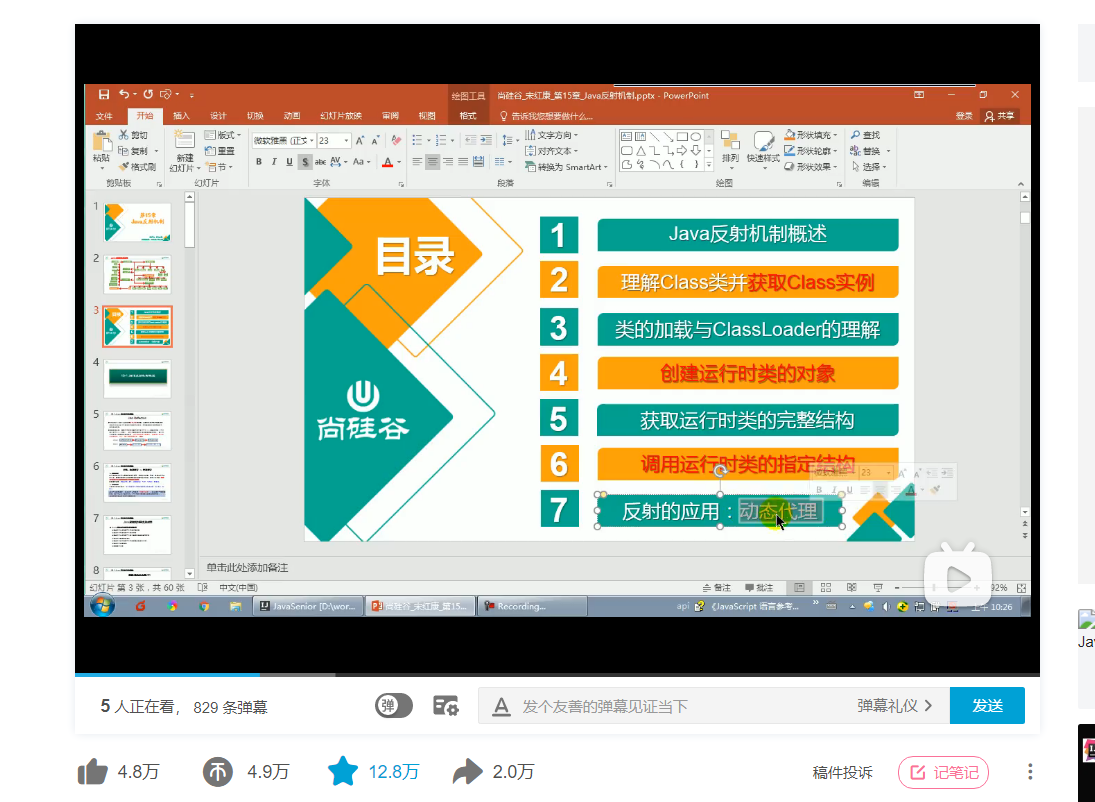 绘图工具
尚硅谷_宋红康_第15章_Java反射机制.pptx - PowerPoint
文件 开始 插入 设计 切换 动画 幻灯片放映 审阅 视图 格式 告诉我您想要做什么...
登录 共享
粘贴 剪切 复制 格式刷
剪贴板
新建 幻灯片 版式 重置 节
幻灯片
微软雅黑 (正文 23
B I U S abc AV Aa A
字体
文字方向 对齐文本 转换为 SmartArt
段落
排列 快速样式 形状填充 形状轮廓 形状效果
绘图
查找 替换 选择
编辑
1
2
3
4
5
6
7
8
目录
尚硅谷
1 Java反射机制概述
2 理解Class类并获取Class实例
3 类的加载与ClassLoader的理解
4 创建运行时类的对象
5 获取运行时类的完整结构
6 调用运行时类的指定结构
7 反射的应用：动态代理
23
B I U A
单击此处添加备注
幻灯片 第 3 张，共 60 张 中文(中国)
备注 批注
92%
JavaSenior [D:\wor...
尚硅谷_宋红康_第15...
Recording...
api
《JavaScript 语言参考...
上午 10:26
5 人正在看， 829 条弹幕
弹
A 发个友善的弹幕见证当下
弹幕礼仪
发送
4.8万
4.9万
12.8万
2.0万
稿件投诉
记笔记